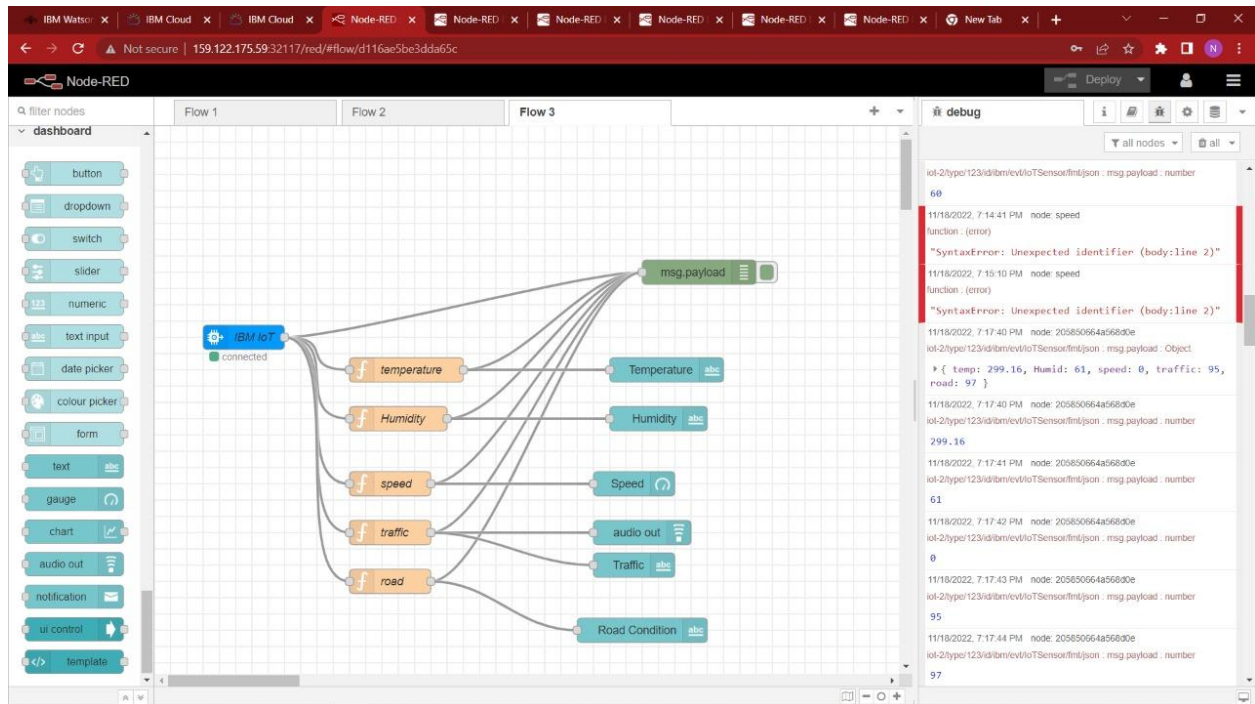 IBM Watson
IBM Cloud
IBM Cloud
Node-RED
Node-RED
Node-RED
Node-RED
Node-RED
Node-RED
New Tab
Not secure | 159.122.175.59:32117/red/#flow/d116ae5be3dda65c
N
Node-RED
Deploy
filter nodes
Flow 1
Flow 2
Flow 3
debug
i
dashboard
all nodes
all
button
dropdown
switch
slider
123 numeric
abc text input
date picker
colour picker
form
text abc
gauge
chart
audio out
notification
ui control
</> template
msg.payload
IBM IoT
connected
f temperature
Temperature abc
f Humidity
Humidity abc
f speed
Speed
f traffic
audio out
Traffic abc
f road
Road Condition abc
iot-2/type/123/id/ibm/evt/IoTSensor/fmt/json : msg.payload : number
60
11/18/2022, 7:14:41 PM node: speed
function : (error)
"SyntaxError: Unexpected identifier (body:line 2)"
11/18/2022, 7:15:10 PM node: speed
function : (error)
"SyntaxError: Unexpected identifier (body:line 2)"
11/18/2022, 7:17:40 PM node: 205850664a568d0e
iot-2/type/123/id/ibm/evt/IoTSensor/fmt/json : msg.payload : Object
{ temp: 299.16, Humid: 61, speed: 0, traffic: 95,
road: 97 }
11/18/2022, 7:17:40 PM node: 205850664a568d0e
iot-2/type/123/id/ibm/evt/IoTSensor/fmt/json : msg.payload : number
299.16
11/18/2022, 7:17:41 PM node: 205850664a568d0e
iot-2/type/123/id/ibm/evt/IoTSensor/fmt/json : msg.payload : number
61
11/18/2022, 7:17:42 PM node: 205850664a568d0e
iot-2/type/123/id/ibm/evt/IoTSensor/fmt/json : msg.payload : number
0
11/18/2022, 7:17:43 PM node: 205850664a568d0e
iot-2/type/123/id/ibm/evt/IoTSensor/fmt/json : msg.payload : number
95
11/18/2022, 7:17:44 PM node: 205850664a568d0e
iot-2/type/123/id/ibm/evt/IoTSensor/fmt/json : msg.payload : number
97